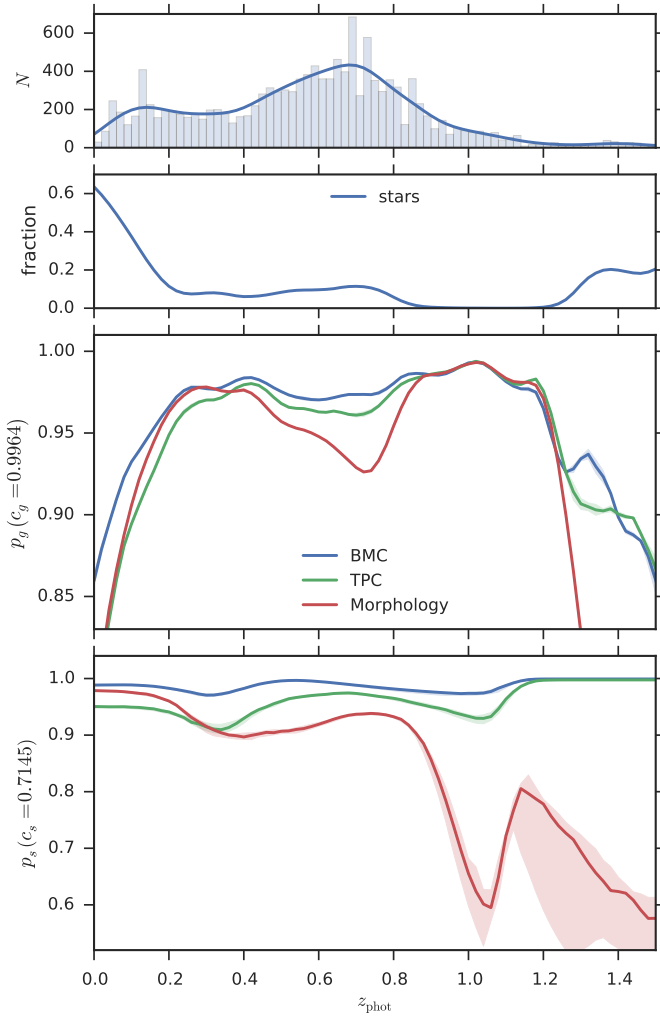 600
400
200
0
N
0.6
0.4
0.2
0.0
fraction
stars
1.00
0.95
0.90
0.85
p_g(c_g=0.9964)
BMC
TPC
Morphology
1.0
0.9
0.8
0.7
0.6
p_s(c_s=0.7145)
0.0 0.2 0.4 0.6 0.8 1.0 1.2 1.4
z_phot